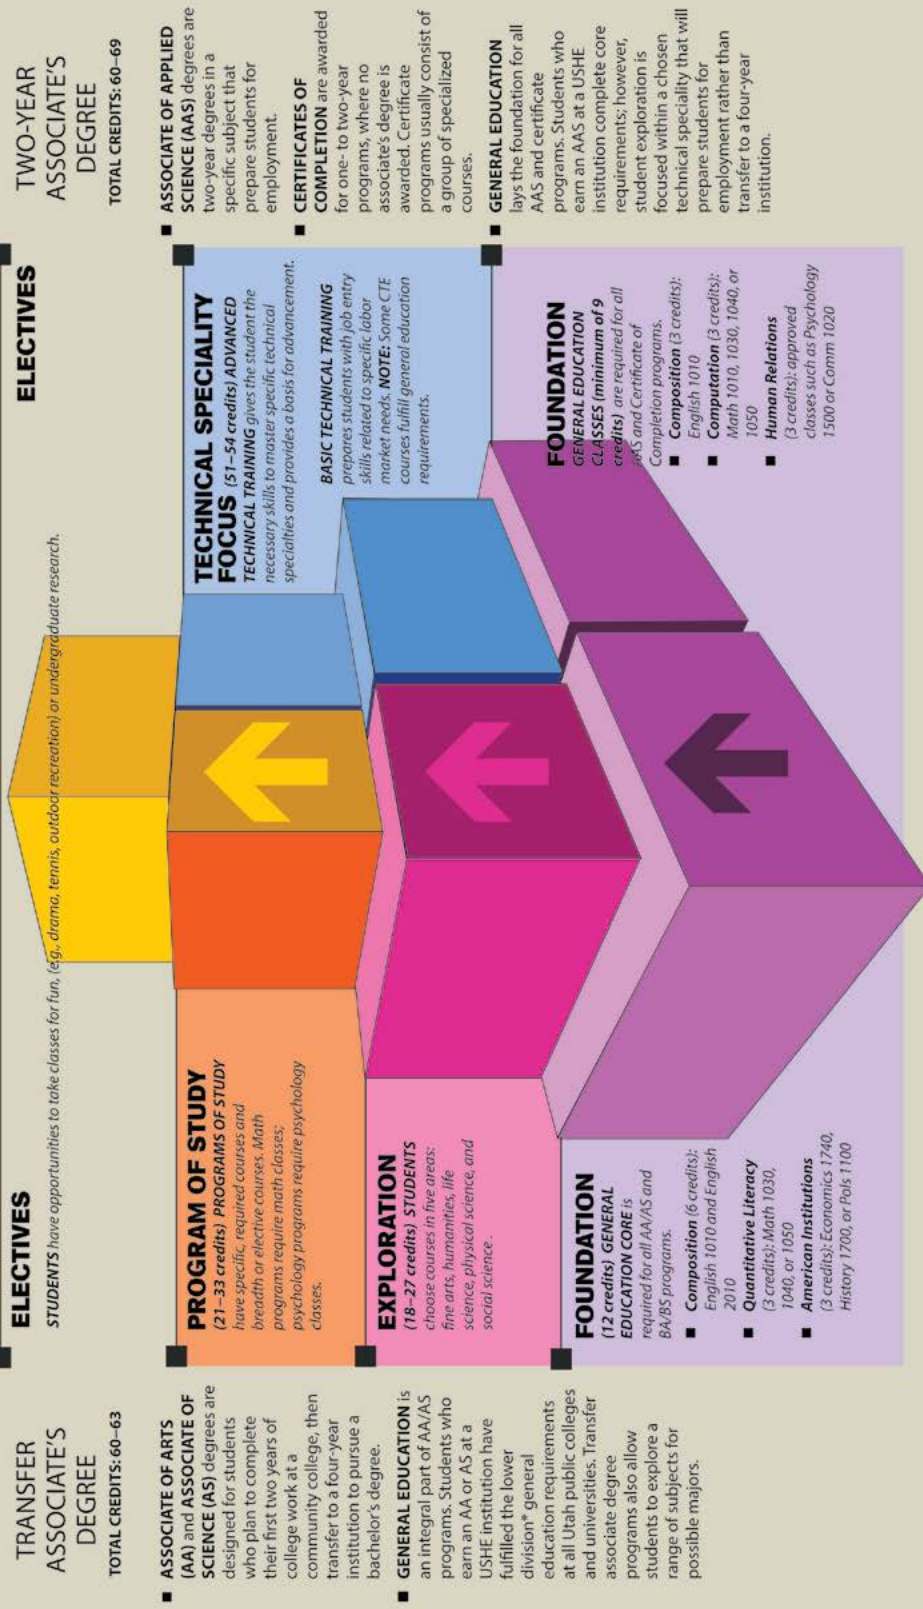 TRANSFER
ASSOCIATE'S
DEGREE
TOTAL CREDITS: 60–63
■ ASSOCIATE OF ARTS
(AA) and ASSOCIATE OF
SCIENCE (AS) degrees are
designed for students
who plan to complete
their first two years of
college work at a
community college, then
transfer to a four-year
institution to pursue a
bachelor's degree.
■ GENERAL EDUCATION is
an integral part of AA/AS
programs. Students who
earn an AA or AS at a
USHE institution have
fulfilled the lower
division* general
education requirements
at all Utah public colleges
and universities. Transfer
associate degree
programs also allow
students to explore a
range of subjects for
possible majors.
ELECTIVES
STUDENTS have opportunities to take classes for fun, (e.g., drama, tennis, outdoor recreation) or undergraduate research.
PROGRAM OF STUDY
(21–33 credits) PROGRAMS OF STUDY
have specific, required courses and
breadth or elective courses. Math
programs require math classes;
psychology programs require psychology
classes.
EXPLORATION
(18–27 credits) STUDENTS
choose courses in five areas:
fine arts, humanities, life
science, physical science, and
social science.
FOUNDATION
(12 credits) GENERAL
EDUCATION CORE is
required for all AA/AS and
BA/BS programs.
■ Composition (6 credits):
English 1010 and English
2010
■ Quantitative Literacy
(3 credits): Math 1030,
1040, or 1050
■ American Institutions
(3 credits): Economics 1740,
History 1700, or Pols 1100
ELECTIVES
TECHNICAL SPECIALITY
FOCUS (51–54 credits) ADVANCED
TECHNICAL TRAINING gives the student the
necessary skills to master specific technical
specialties and provides a basis for advancement.
BASIC TECHNICAL TRAINING
prepares students with job entry
skills related to specific labor
market needs. NOTE: Some CTE
courses fulfill general education
requirements.
FOUNDATION
GENERAL EDUCATION
CLASSES (minimum of 9
credits) are required for all
AAS and Certificate of
Completion programs.
■ Composition (3 credits):
English 1010
■ Computation (3 credits):
Math 1010, 1030, 1040, or
1050
■ Human Relations
(3 credits): approved
classes such as Psychology
1500 or Comm 1020
TWO-YEAR
ASSOCIATE'S
DEGREE
TOTAL CREDITS: 60–69
■ ASSOCIATE OF APPLIED
SCIENCE (AAS) degrees are
two-year degrees in a
specific subject that
prepare students for
employment.
■ CERTIFICATES OF
COMPLETION are awarded
for one- to two-year
programs, where no
associate's degree is
awarded. Certificate
programs usually consist of
a group of specialized
courses.
■ GENERAL EDUCATION
lays the foundation for all
AAS and certificate
programs. Students who
earn an AAS at a USHE
institution complete core
requirements; however,
student exploration is
focused within a chosen
technical speciality that will
prepare students for
employment rather than
transfer to a four-year
institution.